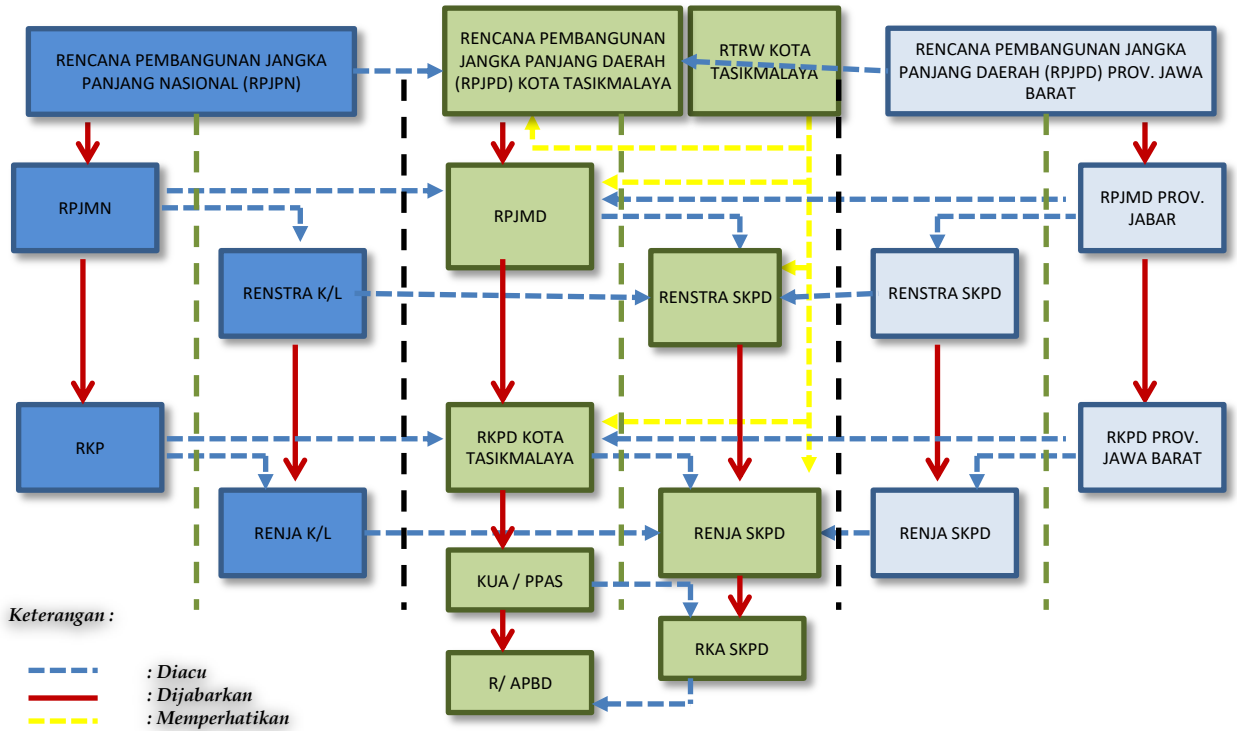 RENCANA PEMBANGUNAN JANGKA
PANJANG NASIONAL (RPJPN)
RENCANA PEMBANGUNAN
JANGKA PANJANG DAERAH
(RPJPD) KOTA TASIKMALAYA
RTRW KOTA
TASIKMALAYA
RENCANA PEMBANGUNAN JANGKA
PANJANG DAERAH (RPJPD) PROV. JAWA
BARAT
RPJMN
RPJMD
RPJMD PROV.
JABAR
RENSTRA K/L
RENSTRA SKPD
RENSTRA SKPD
RKP
RKPD KOTA
TASIKMALAYA
RKPD PROV.
JAWA BARAT
RENJA K/L
RENJA SKPD
RENJA SKPD
KUA / PPAS
RKA SKPD
R/ APBD
Keterangan :
: Diacu
: Dijabarkan
: Memperhatikan